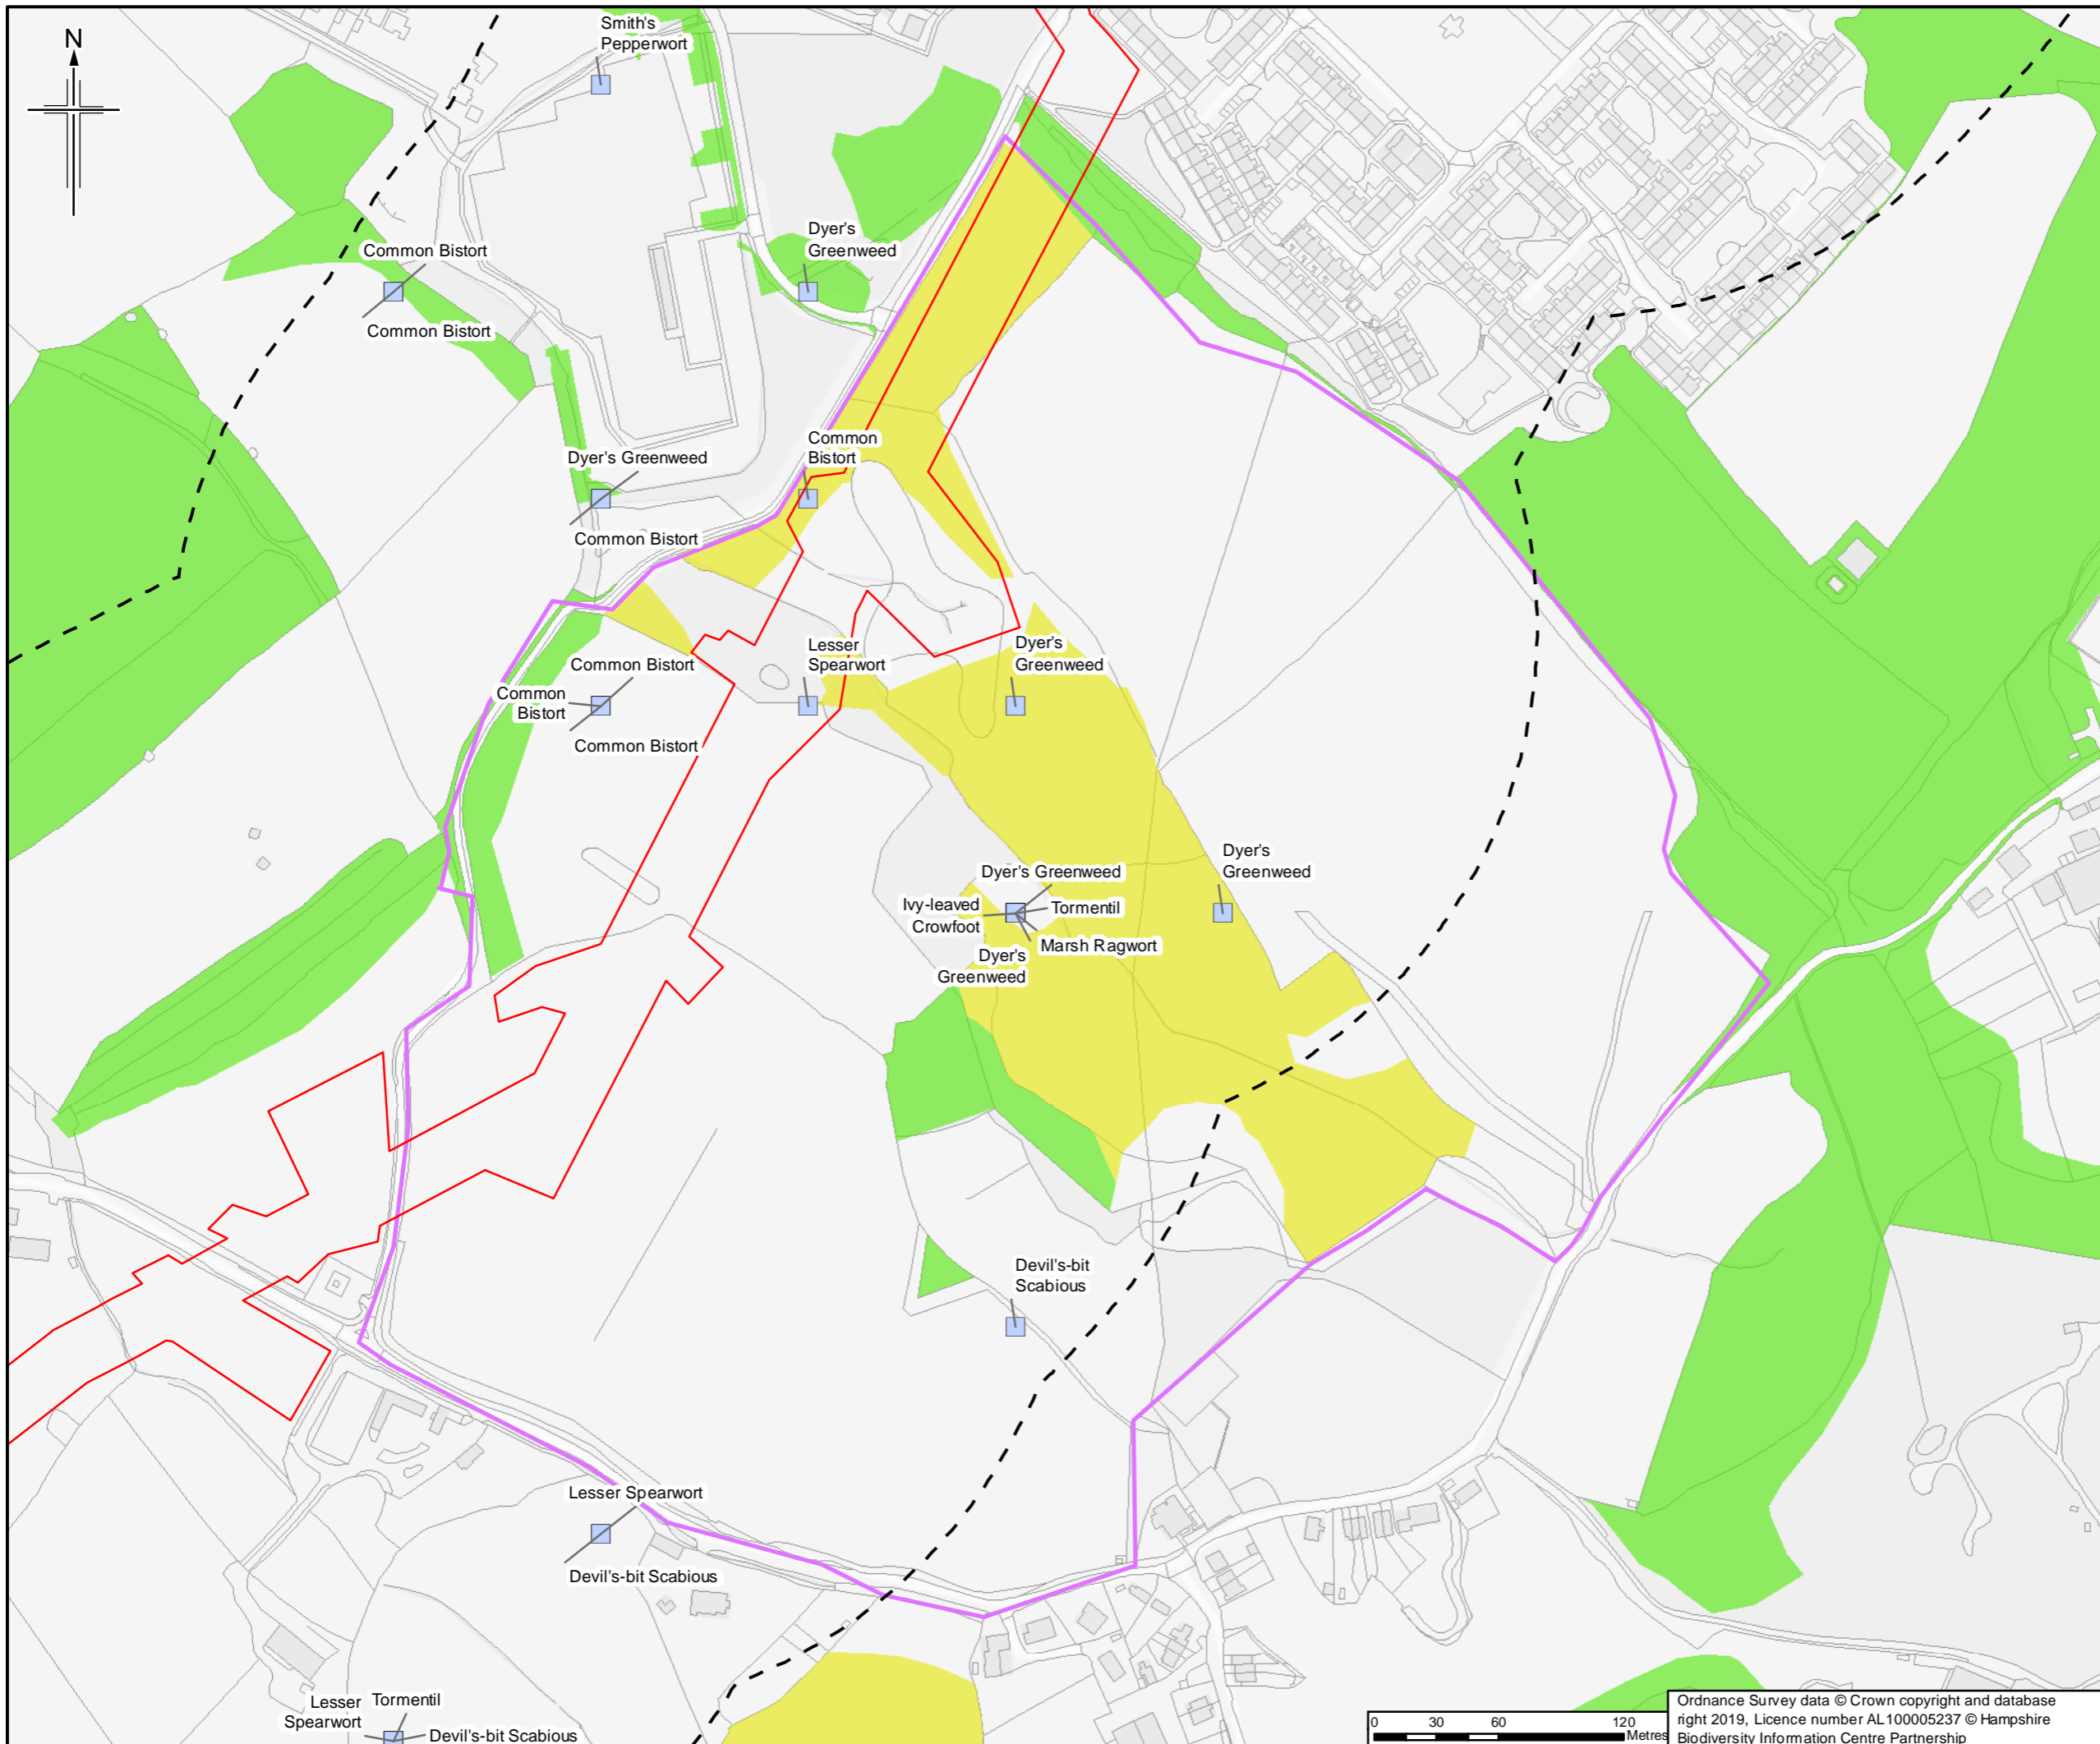 Smith's
Pepperwort
N
Dyer's
Greenweed
Common Bistort
Common Bistort
Common
Bistort
Dyer's Greenweed
Common Bistort
Lesser
Spearwort
Dyer's
Greenweed
Common Bistort
Common
Bistort
Common Bistort
Dyer's
Greenweed
Dyer's Greenweed
Ivy-leaved
Crowfoot
Tormentil
Marsh Ragwort
Dyer's
Greenweed
Devil's-bit
Scabious
Lesser Spearwort
Devil's-bit Scabious
Lesser
Spearwort
Tormentil
Devil's-bit Scabious
0 30 60 120
Metres
Ordnance Survey data © Crown copyright and database
right 2019, Licence number AL100005237 © Hampshire
Biodiversity Information Centre Partnership